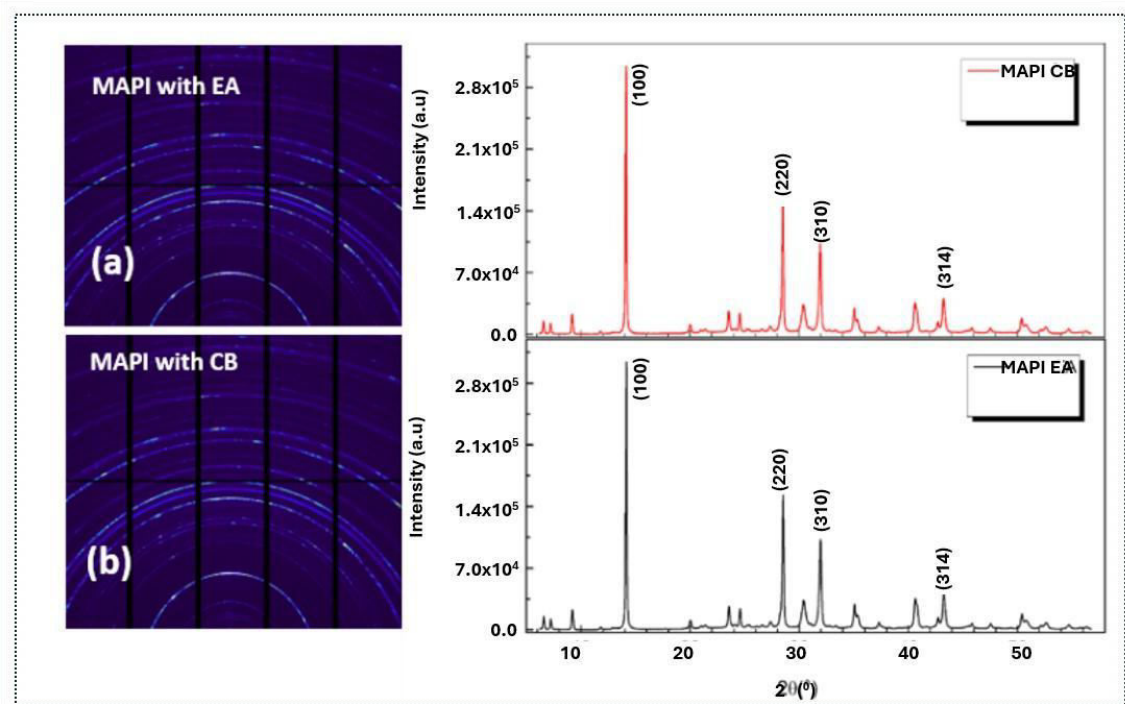 MAPI with EA
(a)
MAPI with CB
(b)
Intensity (a.u)
2.8x10⁵
2.1x10⁵
1.4x10⁵
7.0x10⁴
0.0
(100)
(220)
(310)
(314)
MAPI CB
Intensity (a.u)
2.8x10⁵
2.1x10⁵
1.4x10⁵
7.0x10⁴
0.0
(100)
(220)
(310)
(314)
MAPI EA
10 20 30 40 50
2θ (⁰)